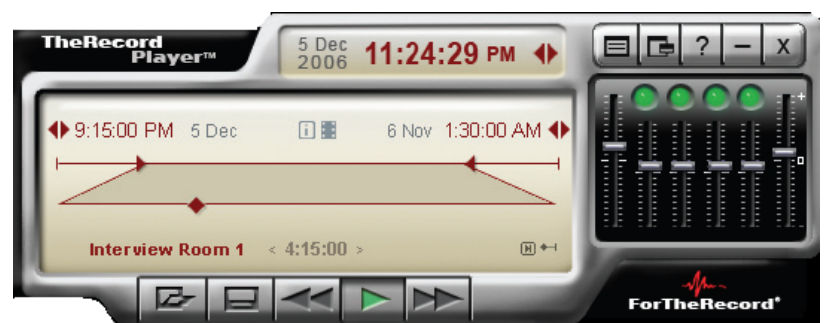 TheRecord
Player™
5 Dec
2006
11:24:29 PM
? – X
9:15:00 PM 5 Dec
i
6 Nov 1:30:00 AM
Interview Room 1 < 4:15:00 >
+
ForTheRecord®